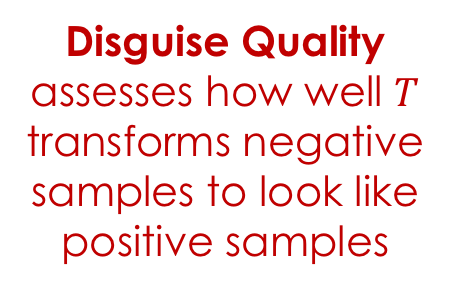 Disguise Quality
assesses how well T
transforms negative
samples to look like
positive samples